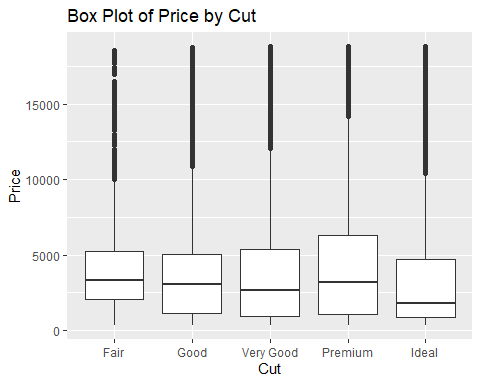 Box Plot of Price by Cut
Price
15000
10000
5000
0
Fair Good Very Good Premium Ideal
Cut